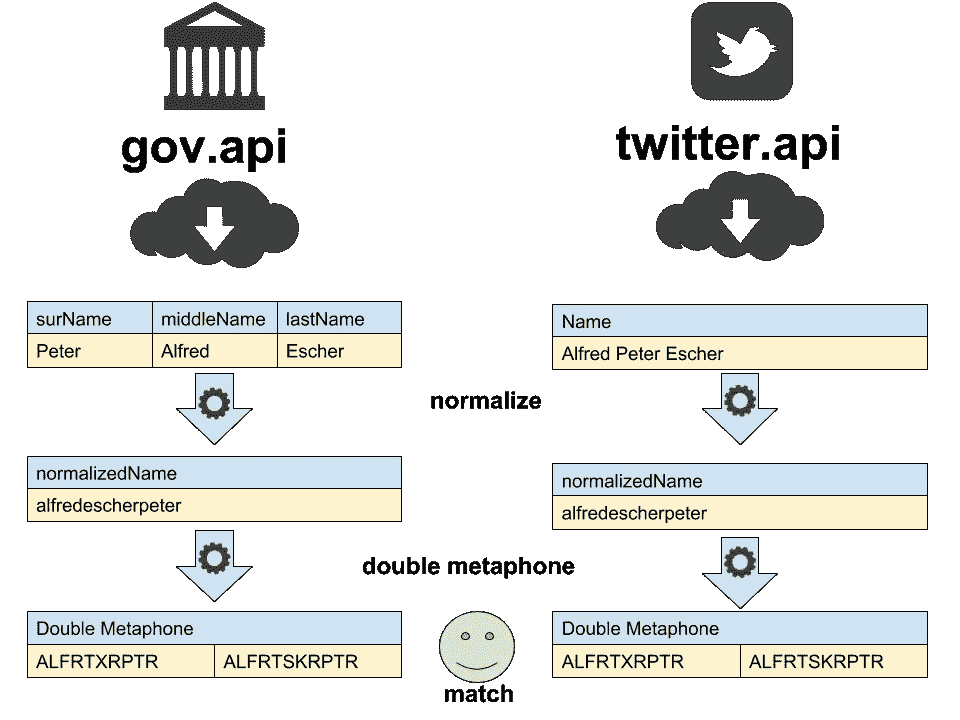 gov.api
twitter.api
surName middleName lastName
Peter Alfred Escher
Name
Alfred Peter Escher
normalize
normalizedName
alfredescherpeter
normalizedName
alfredescherpeter
double metaphone
Double Metaphone
ALFRTXRPTR ALFRTSKRPTR
Double Metaphone
ALFRTXRPTR ALFRTSKRPTR
match